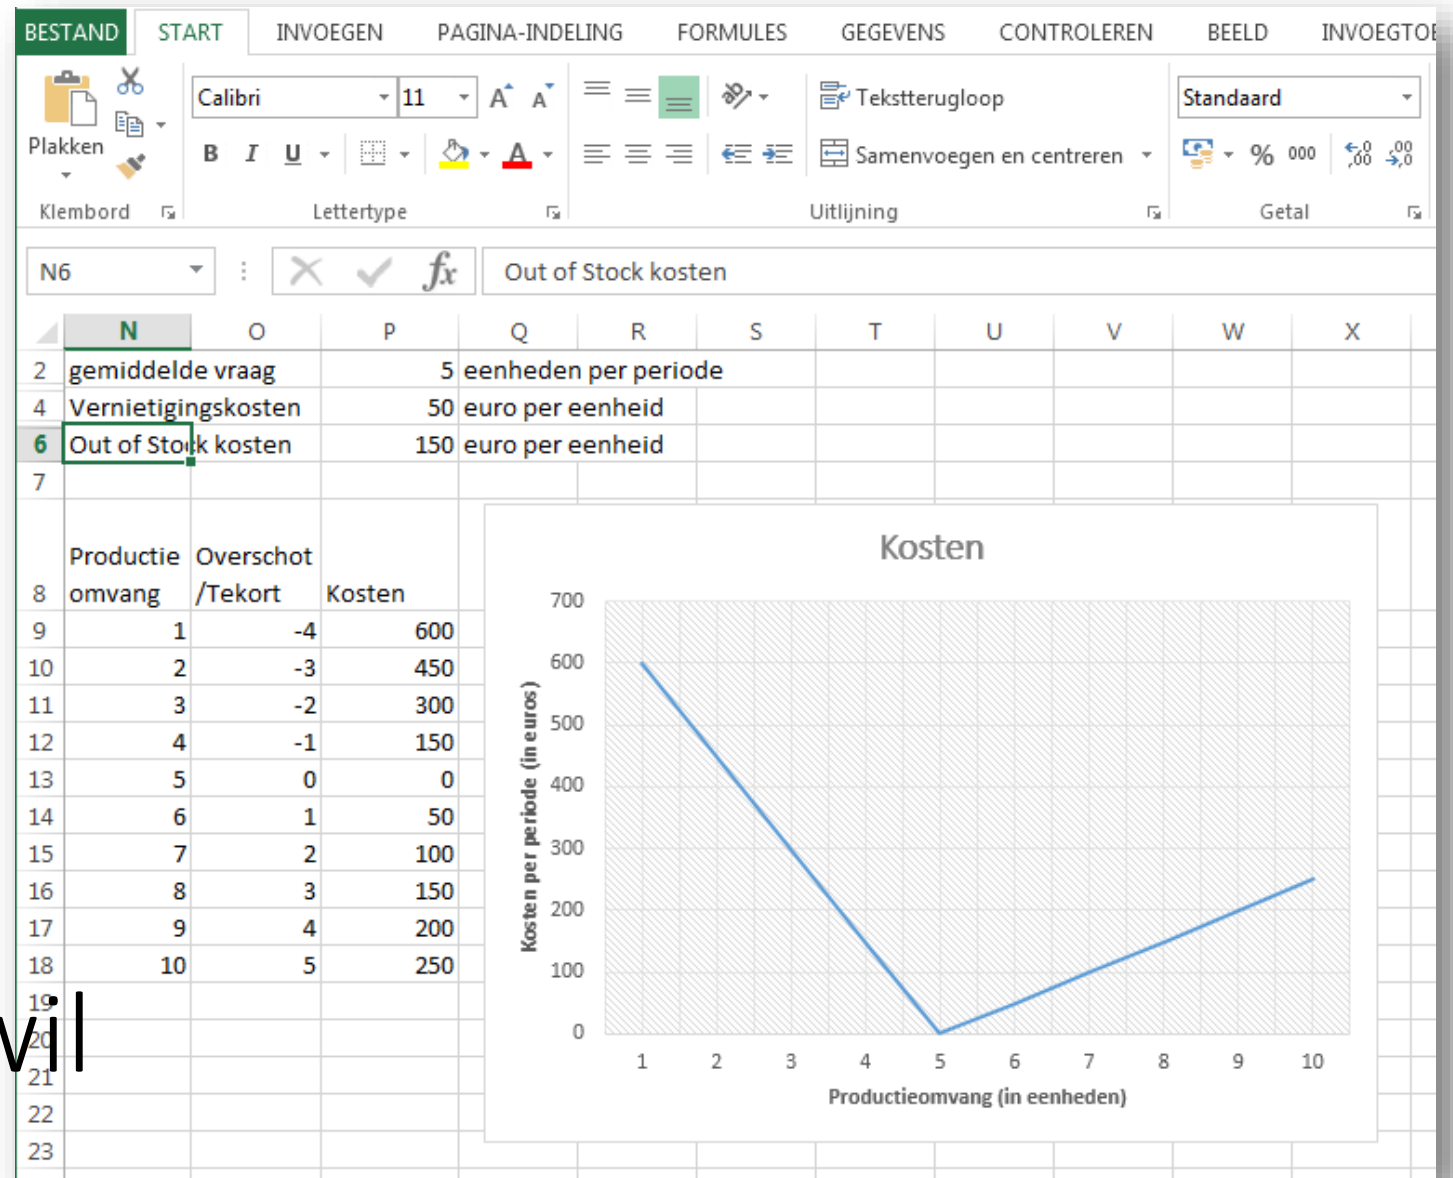 BESTAND START INVOEGEN PAGINA-INDELING FORMULES GEGEVENS CONTROLEREN BEELD INVOEGTOE
Calibri 11 A A Tekstterugloop Standaard
Plakken B I U A Samenvoegen en centreren % 000 ,00 ,0
Klembord Lettertype Uitlijning Getal
N6 fx Out of Stock kosten
N O P Q R S T U V W X
2 gemiddelde vraag 5 eenheden per periode
4 Vernietigingskosten 50 euro per eenheid
6 Out of Stock kosten 150 euro per eenheid
7
Productie Overschot
8 omvang /Tekort Kosten
9 1 -4 600
10 2 -3 450
11 3 -2 300
12 4 -1 150
13 5 0 0
14 6 1 50
15 7 2 100
16 8 3 150
17 9 4 200
18 10 5 250
19
20
21
22
23
wil
Kosten
700
600
500
400
300
200
100
0
Kosten per periode (in euros)
1 2 3 4 5 6 7 8 9 10
Productieomvang (in eenheden)